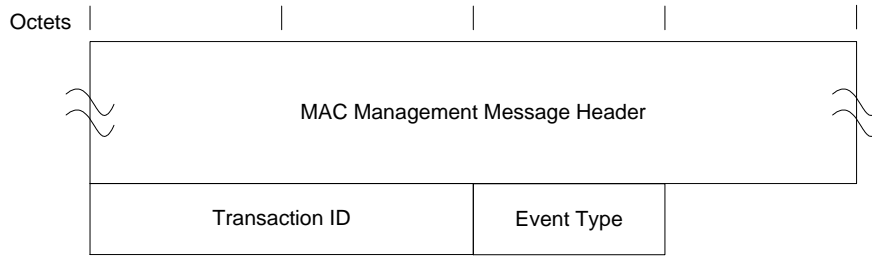 Octets
MAC Management Message Header
Transaction ID
Event Type